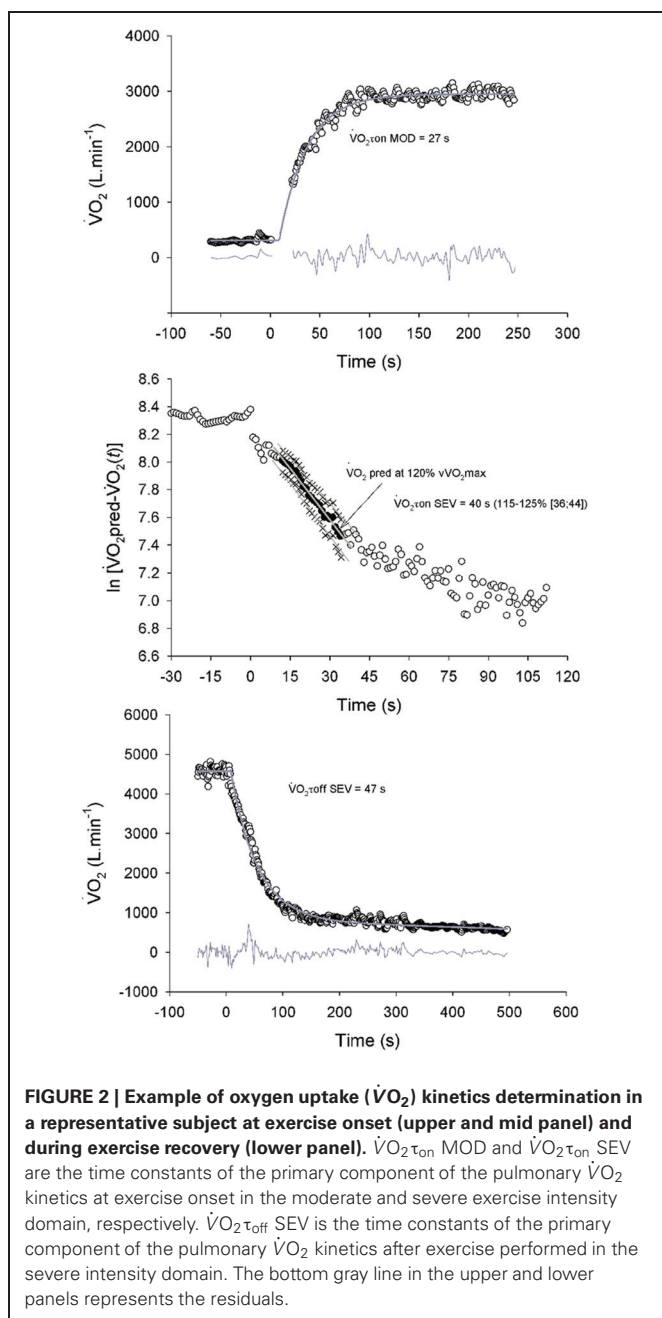 4000
3000
2000
1000
0
V̇O₂ (L.min⁻¹)
V̇O₂τon MOD = 27 s
-100 -50 0 50 100 150 200 250 300
Time (s)
8.6
8.4
8.2
8.0
7.8
7.6
7.4
7.2
7.0
6.8
6.6
ln [V̇O₂pred-V̇O₂(t)]
V̇O₂ pred at 120% vVO₂max
V̇O₂τon SEV = 40 s (115-125% [36;44])
-30 -15 0 15 30 45 60 75 90 105 120
Time (s)
6000
5000
4000
3000
2000
1000
0
-1000
V̇O₂ (L.min⁻¹)
V̇O₂τoff SEV = 47 s
-100 0 100 200 300 400 500 600
Time (s)
FIGURE 2 | Example of oxygen uptake (V̇O₂) kinetics determination in
a representative subject at exercise onset (upper and mid panel) and
during exercise recovery (lower panel). V̇O₂τon MOD and V̇O₂τon SEV
are the time constants of the primary component of the pulmonary V̇O₂
kinetics at exercise onset in the moderate and severe exercise intensity
domain, respectively. V̇O₂τoff SEV is the time constants of the primary
component of the pulmonary V̇O₂ kinetics after exercise performed in the
severe intensity domain. The bottom gray line in the upper and lower
panels represents the residuals.